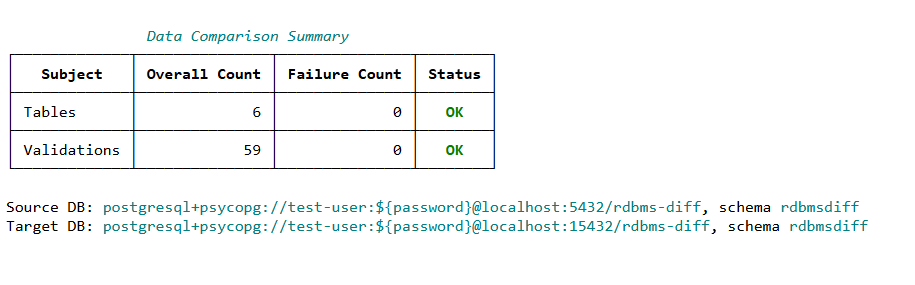 Data Comparison Summary
Subject Overall Count Failure Count Status
Tables 6 0 OK
Validations 59 0 OK
Source DB: postgresql+psycopg://test-user:${password}@localhost:5432/rdbms-diff, schema rdbmsdiff
Target DB: postgresql+psycopg://test-user:${password}@localhost:15432/rdbms-diff, schema rdbmsdiff